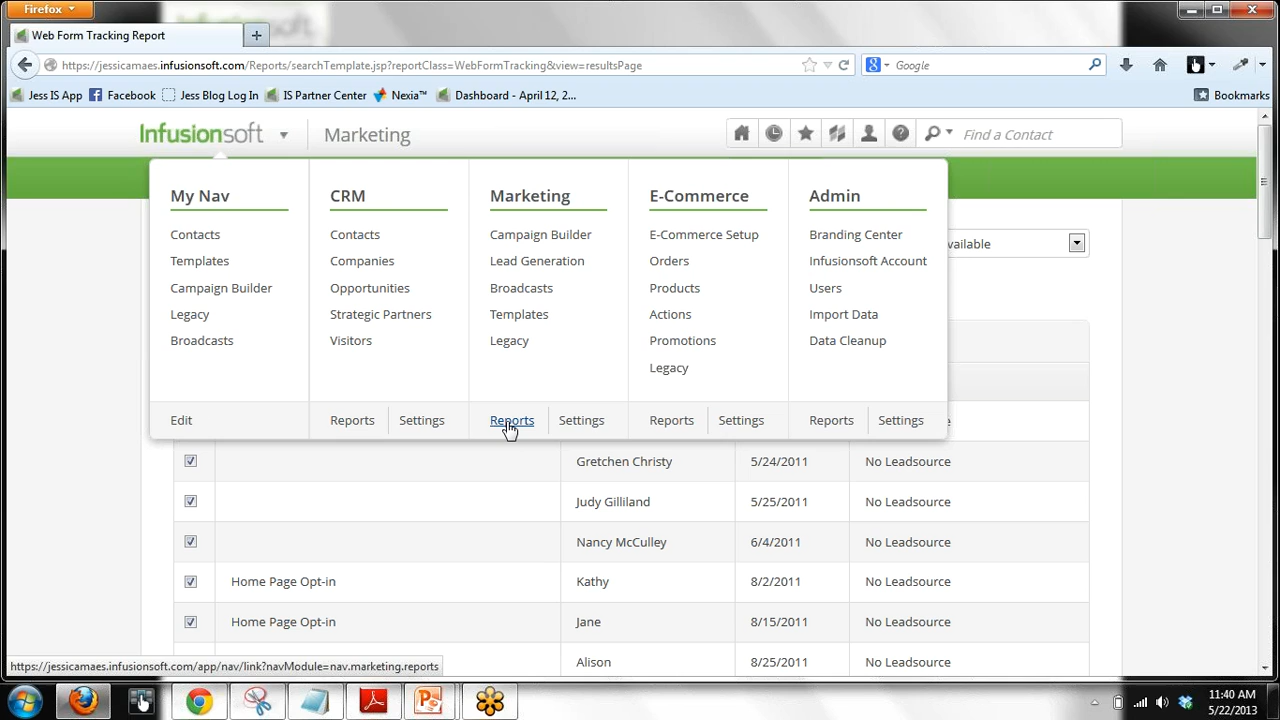 Firefox
Web Form Tracking Report
https://jessicamaes.infusionsoft.com/Reports/searchTemplate.jsp?reportClass=WebFormTracking&view=resultsPage
Google
Jess IS App
Facebook
Jess Blog Log In
IS Partner Center
Nexia™
Dashboard - April 12, 2...
Bookmarks
Infusionsoft
Marketing
Find a Contact
My Nav
CRM
Marketing
E-Commerce
Admin
Contacts
Contacts
Campaign Builder
E-Commerce Setup
Branding Center
vailable
Templates
Companies
Lead Generation
Orders
Infusionsoft Account
Campaign Builder
Opportunities
Broadcasts
Products
Users
Legacy
Strategic Partners
Templates
Actions
Import Data
Broadcasts
Visitors
Legacy
Promotions
Data Cleanup
Legacy
Edit
Reports
Settings
Reports
Settings
Reports
Settings
Reports
Settings
Gretchen Christy 5/24/2011 No Leadsource
Judy Gilliland 5/25/2011 No Leadsource
Nancy McCulley 6/4/2011 No Leadsource
Home Page Opt-in Kathy 8/2/2011 No Leadsource
Home Page Opt-in Jane 8/15/2011 No Leadsource
Alison 8/25/2011 No Leadsource
https://jessicamaes.infusionsoft.com/app/nav/link?navModule=nav.marketing.reports
11:40 AM
5/22/2013